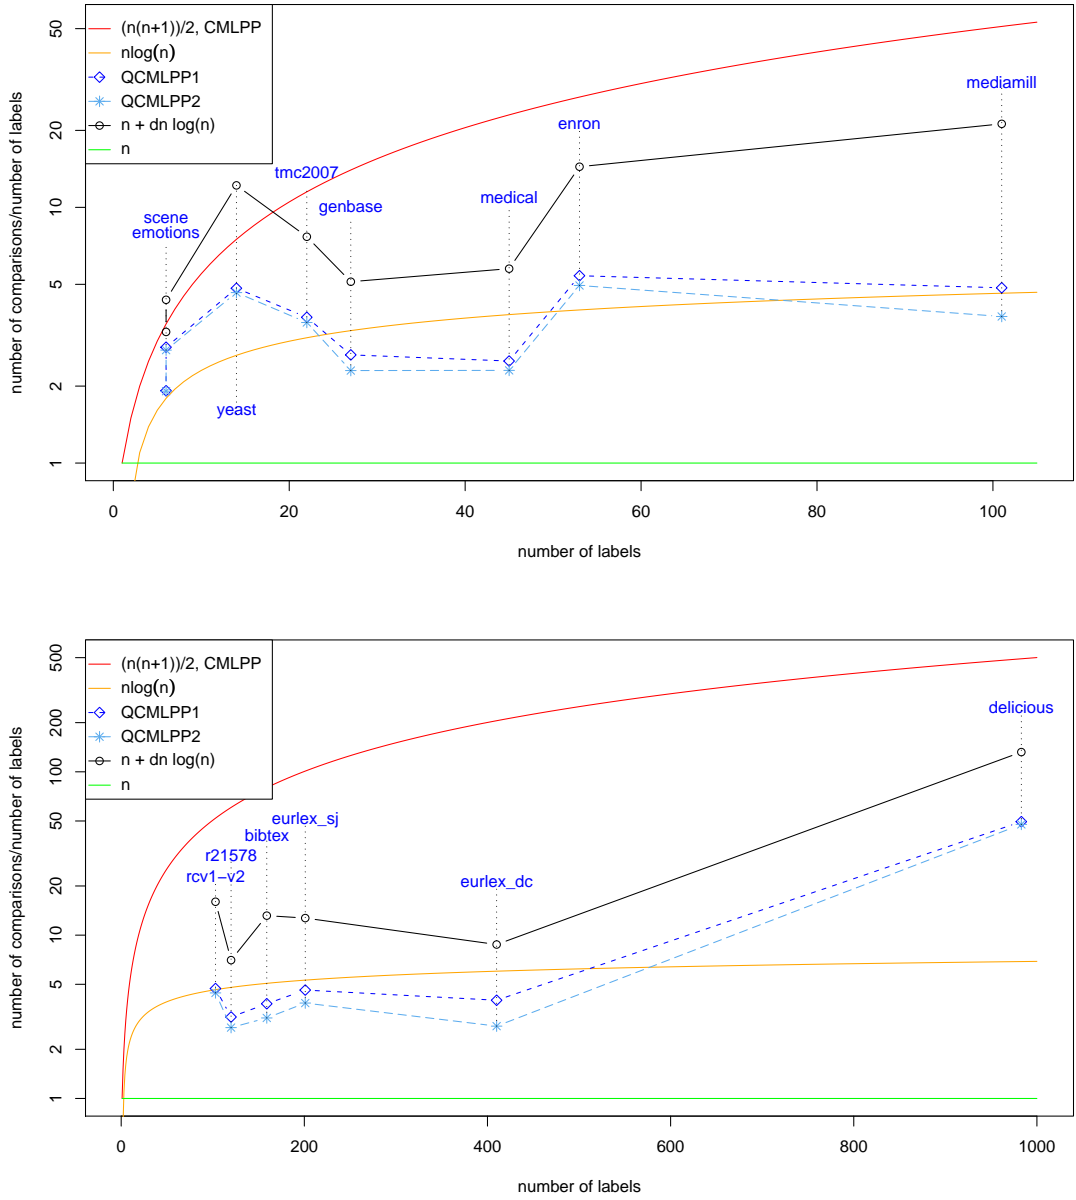 number of comparisons/number of labels
50
20
10
5
2
1
(n(n+1))/2, CMLPP
nlog(n)
QCMLPP1
QCMLPP2
n + dn log(n)
n
mediamill
enron
tmc2007
medical
genbase
scene
emotions
yeast
0 20 40 60 80 100
number of labels
number of comparisons/number of labels
500
200
100
50
20
10
5
2
1
(n(n+1))/2, CMLPP
nlog(n)
QCMLPP1
QCMLPP2
n + dn log(n)
n
delicious
eurlex_sj
bibtex
r21578
rcv1−v2
eurlex_dc
0 200 400 600 800 1000
number of labels